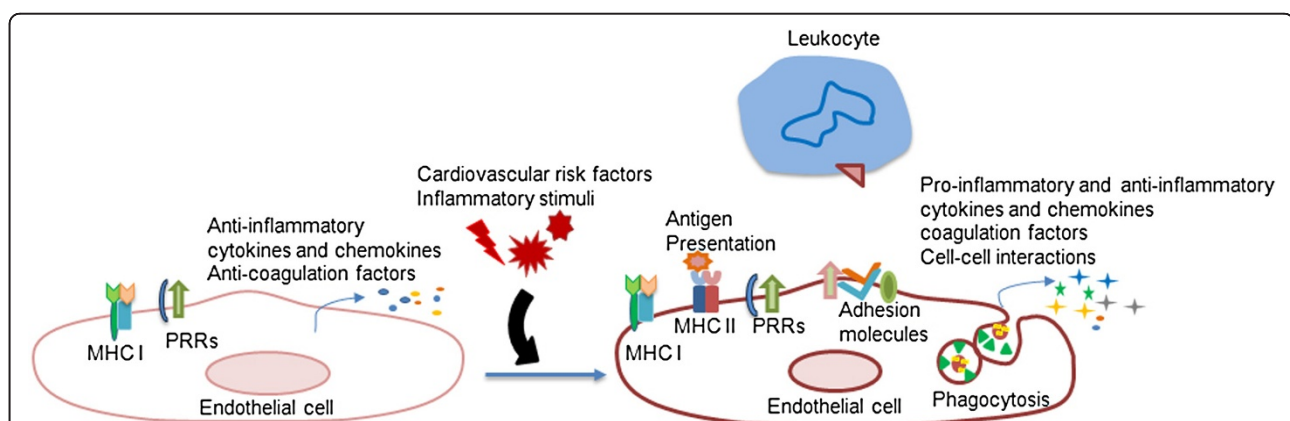 Leukocyte
Cardiovascular risk factors
Inflammatory stimuli
Anti-inflammatory
cytokines and chemokines
Anti-coagulation factors
MHC I
PRRs
Endothelial cell
Antigen
Presentation
Pro-inflammatory and anti-inflammatory
cytokines and chemokines
coagulation factors
Cell-cell interactions
MHC I
MHC II
PRRs
Adhesion
molecules
Endothelial cell
Phagocytosis